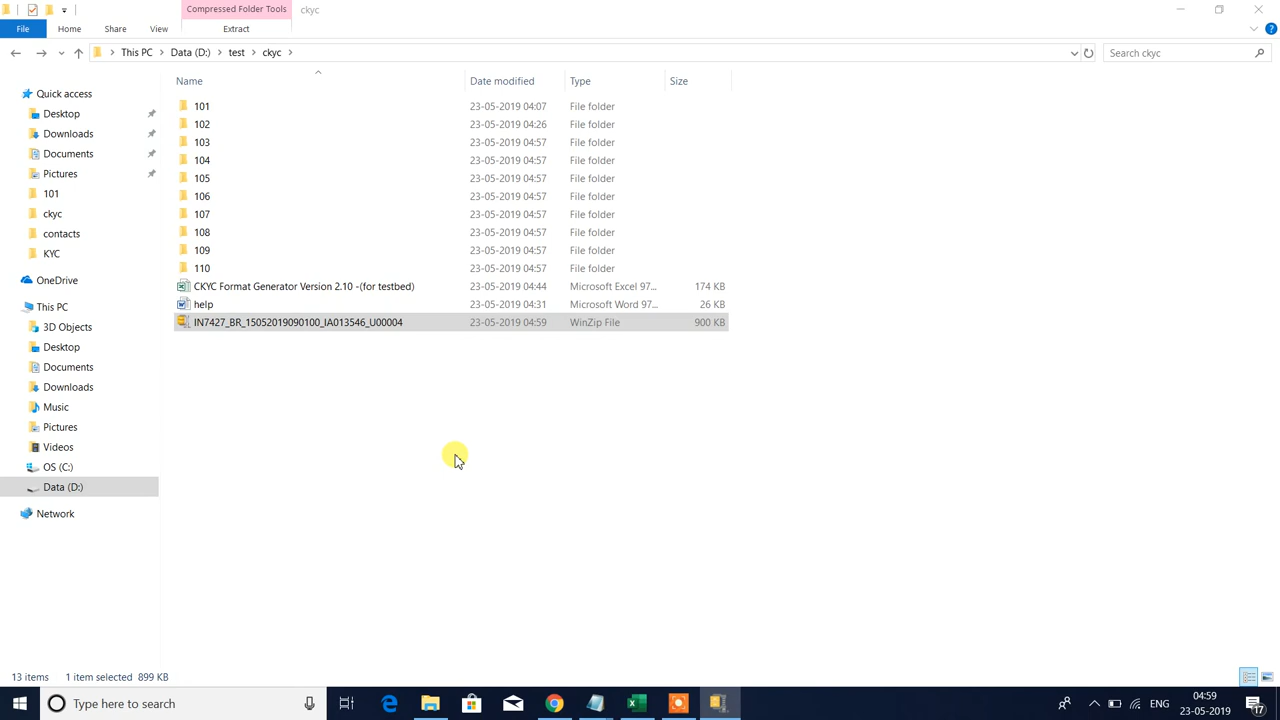 Compressed Folder Tools ckyc
File Home Share View Extract
This PC Data (D:) test ckyc Search ckyc
Name Date modified Type Size
Quick access
Desktop
Downloads
Documents
Pictures
101
ckyc
contacts
KYC
OneDrive
This PC
3D Objects
Desktop
Documents
Downloads
Music
Pictures
Videos
OS (C:)
Data (D:)
Network
101 23-05-2019 04:07 File folder
102 23-05-2019 04:26 File folder
103 23-05-2019 04:57 File folder
104 23-05-2019 04:57 File folder
105 23-05-2019 04:57 File folder
106 23-05-2019 04:57 File folder
107 23-05-2019 04:57 File folder
108 23-05-2019 04:57 File folder
109 23-05-2019 04:57 File folder
110 23-05-2019 04:57 File folder
CKYC Format Generator Version 2.10 -(for testbed) 23-05-2019 04:44 Microsoft Excel 97... 174 KB
help 23-05-2019 04:31 Microsoft Word 97... 26 KB
IN7427_BR_15052019090100_IA013546_U00004 23-05-2019 04:59 WinZip File 900 KB
13 items 1 item selected 899 KB
Type here to search ENG 04:59
23-05-2019 17